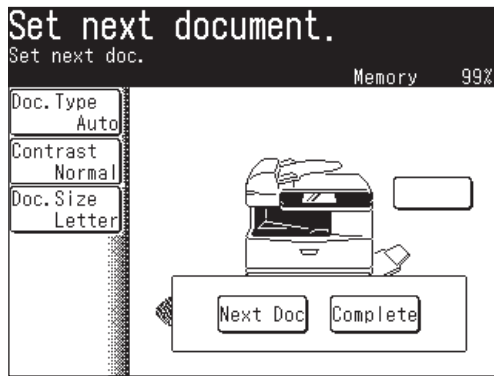 Set next document.
Set next doc.
Memory 99%
Doc.Type
Auto
Contrast
Normal
Doc.Size
Letter
Next Doc Complete